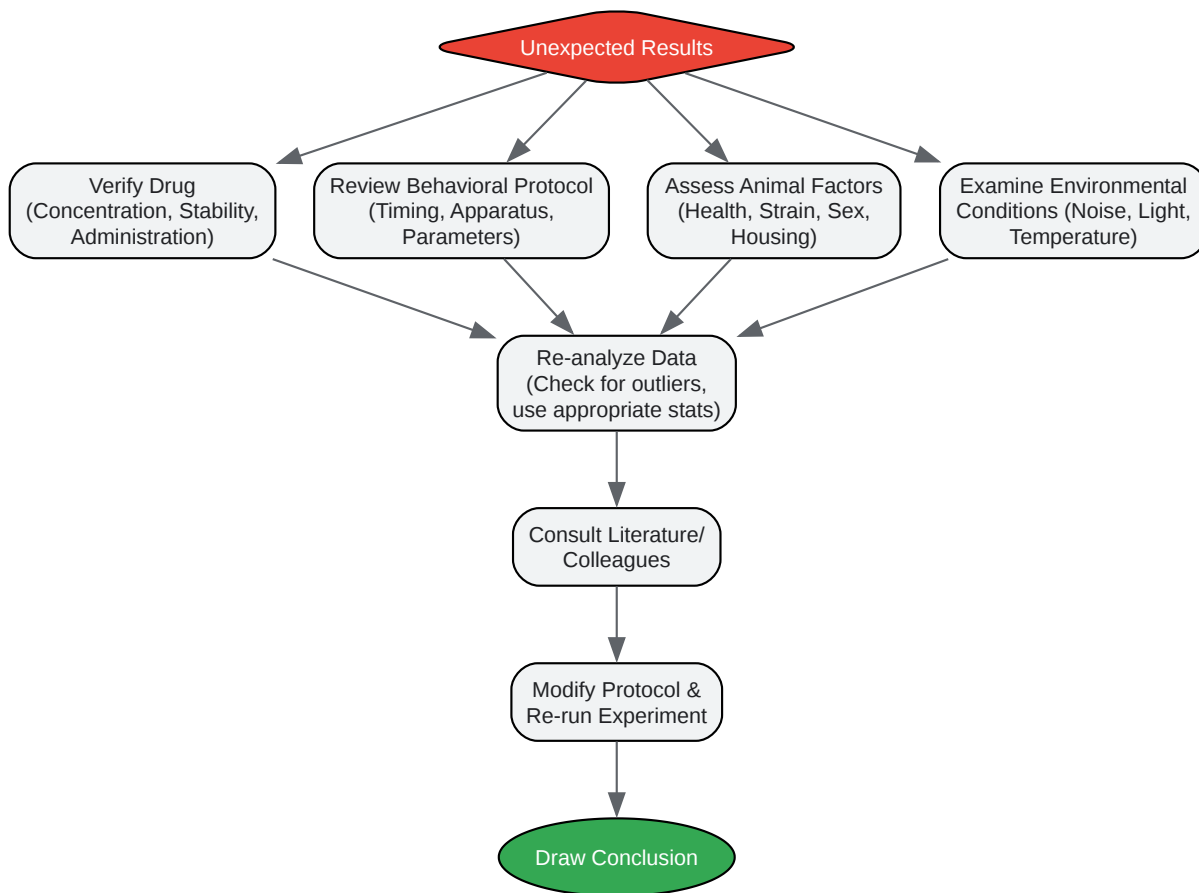 Unexpected Results
Verify Drug
(Concentration, Stability,
Administration)
Review Behavioral Protocol
(Timing, Apparatus,
Parameters)
Assess Animal Factors
(Health, Strain, Sex,
Housing)
Examine Environmental
Conditions (Noise, Light,
Temperature)
Re-analyze Data
(Check for outliers,
use appropriate stats)
Consult Literature/
Colleagues
Modify Protocol &
Re-run Experiment
Draw Conclusion